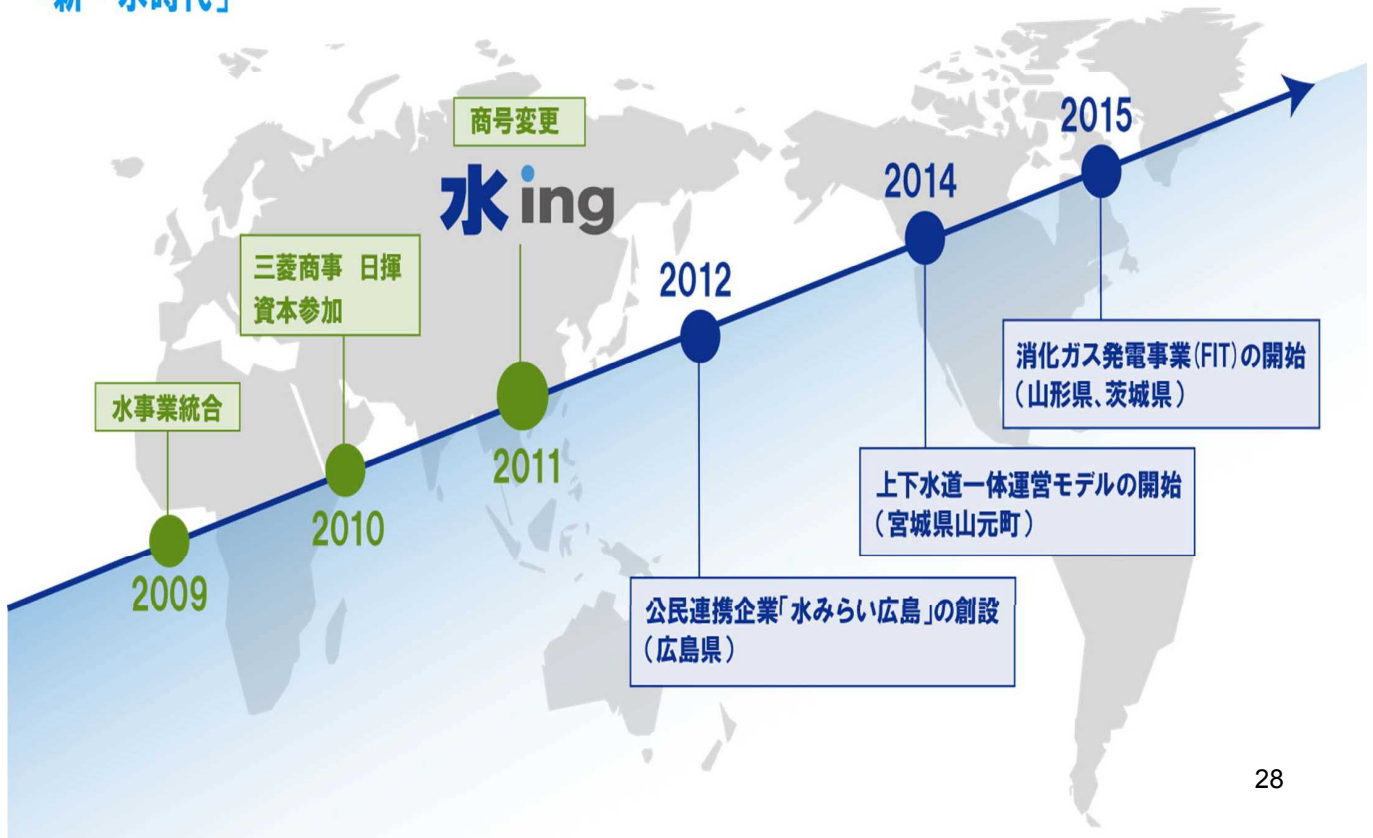 水時代」
商号変更
水ing
三菱商事 日揮
資本参加
水事業統合
2009
2010
2011
2012
2014
2015
消化ガス発電事業(FIT)の開始
(山形県、茨城県)
上下水道一体運営モデルの開始
(宮城県山元町)
公民連携企業「水みらい広島」の創設
(広島県)
28